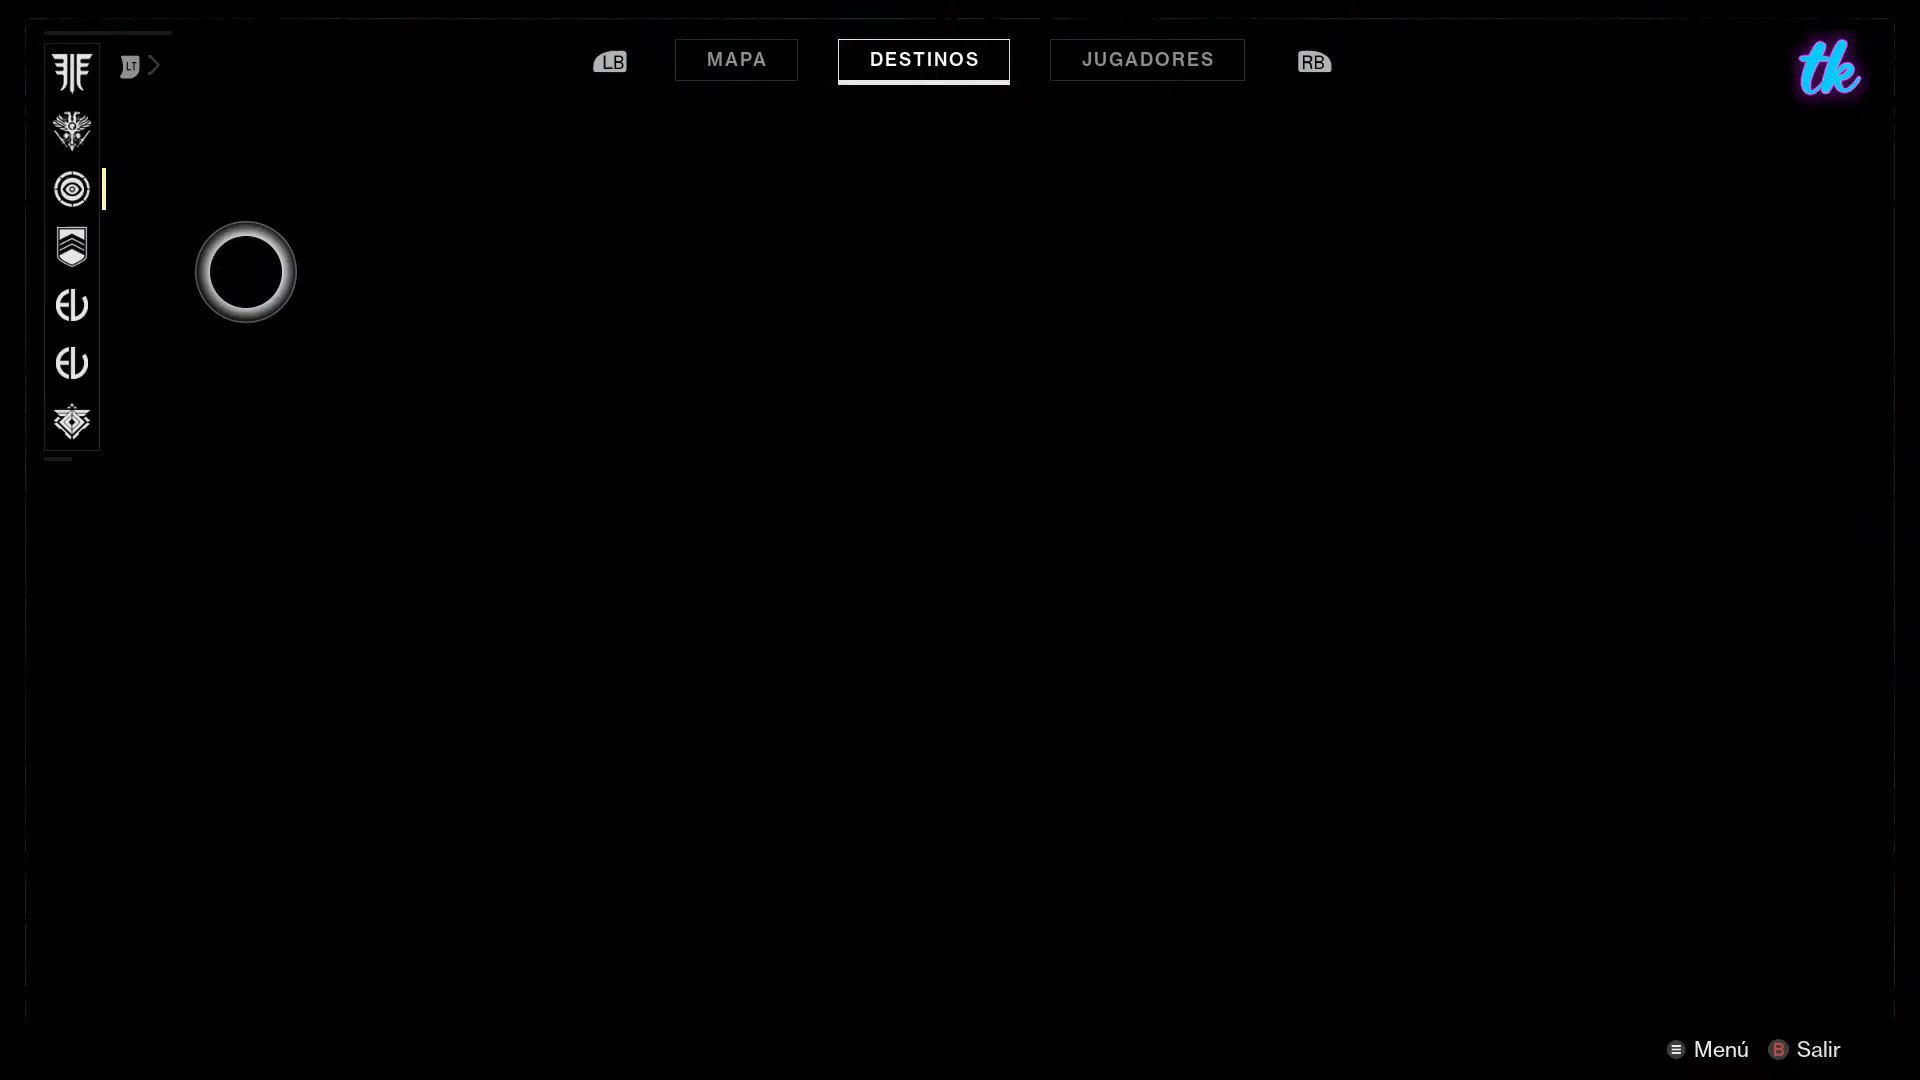 LT
LB
MAPA
DESTINOS
JUGADORES
RB
tk
Menú
B Salir